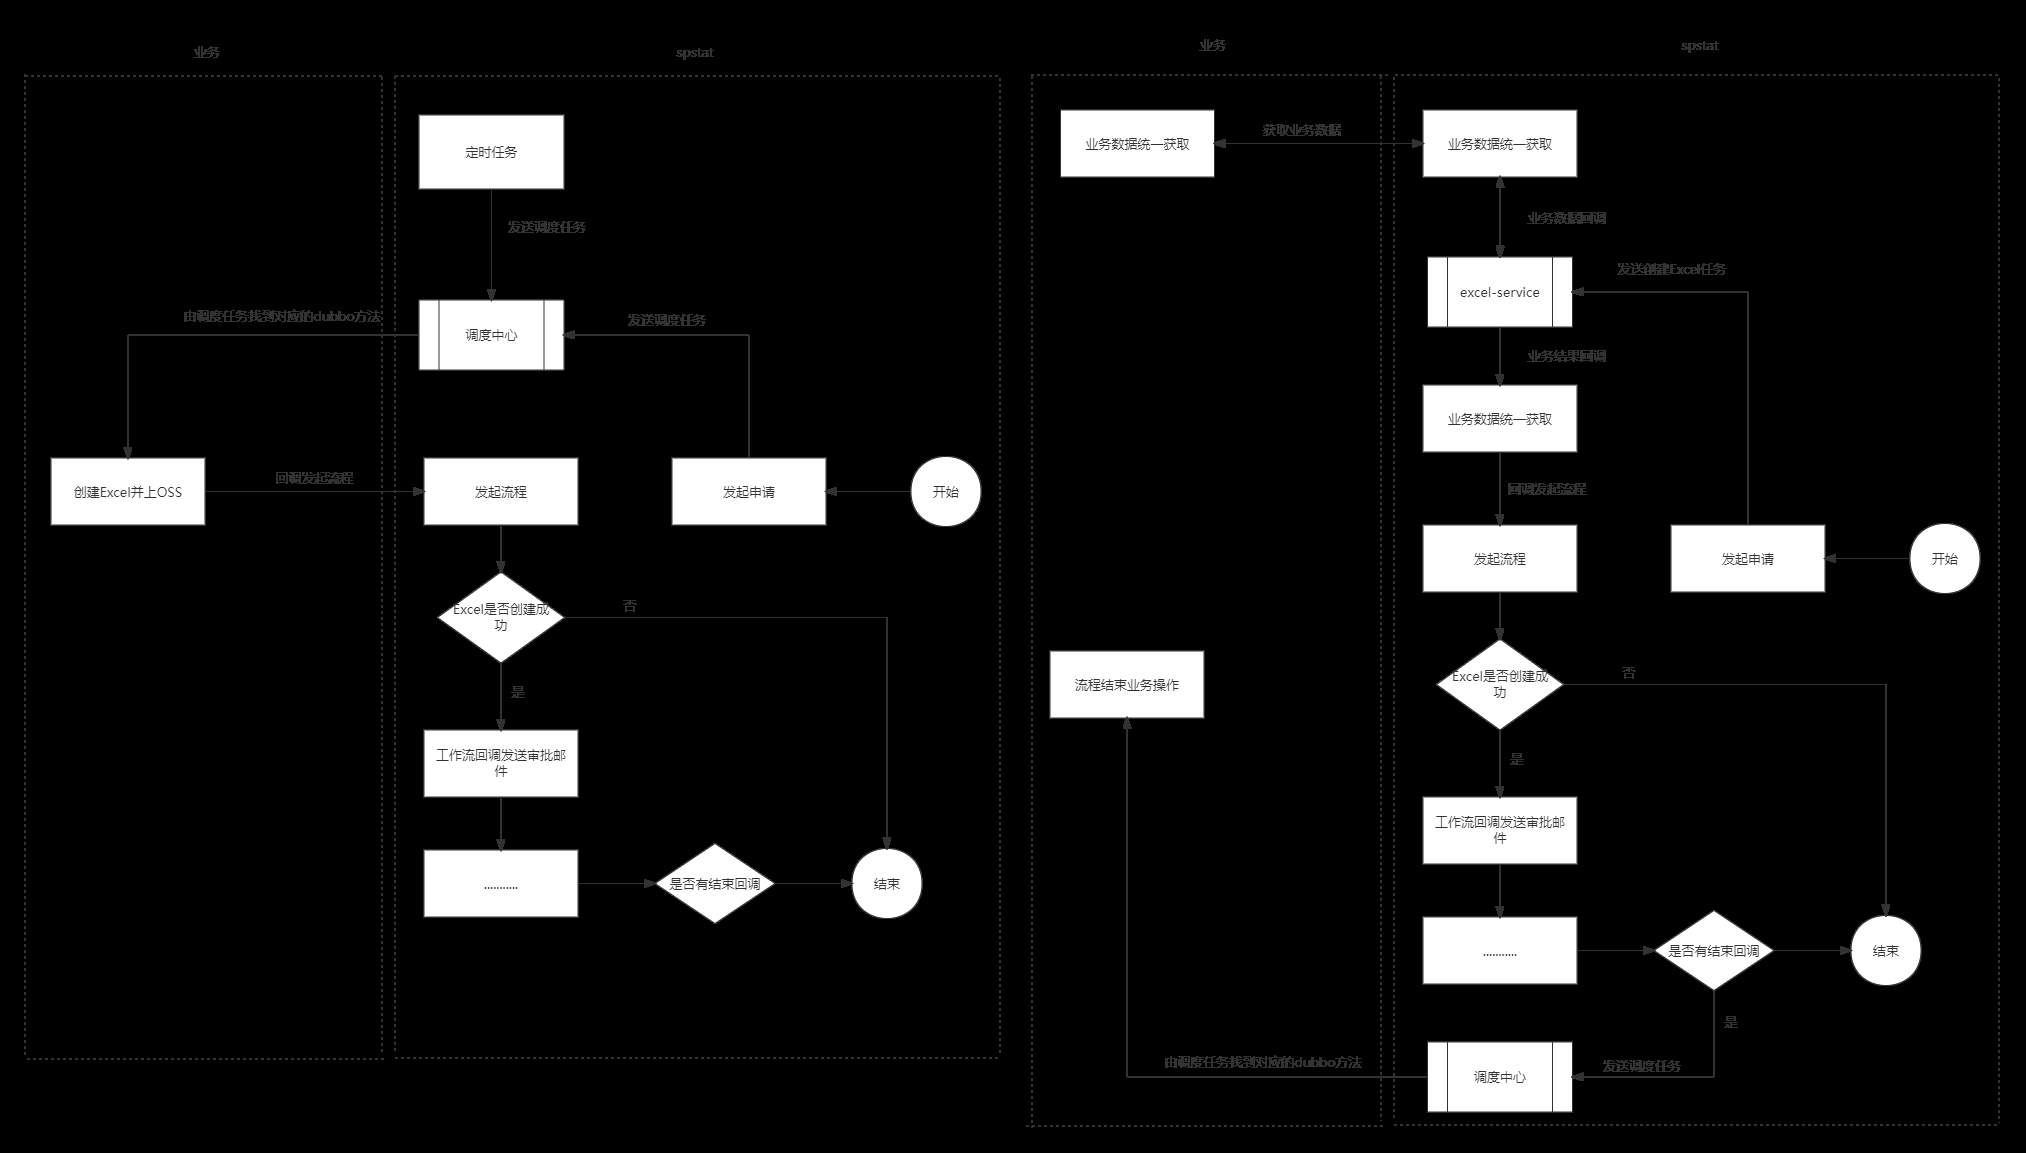 业务
spstat
定时任务
发送调度任务
由调度任务找到对应的dubbo方法
调度中心
发送调度任务
创建Excel并上OSS
回调发起流程
发起流程
发起申请
开始
Excel是否创建成
功
否
是
工作流回调发送审批邮
件
...........
是否有结束回调
结束
业务
spstat
业务数据统一获取
获取业务数据
业务数据统一获取
业务数据回调
excel-service
发送创建Excel任务
业务结果回调
业务数据统一获取
回调发起流程
发起流程
发起申请
开始
流程结束业务操作
Excel是否创建成
功
否
是
工作流回调发送审批邮
件
...........
是否有结束回调
结束
是
由调度任务找到对应的dubbo方法
调度中心
发送调度任务